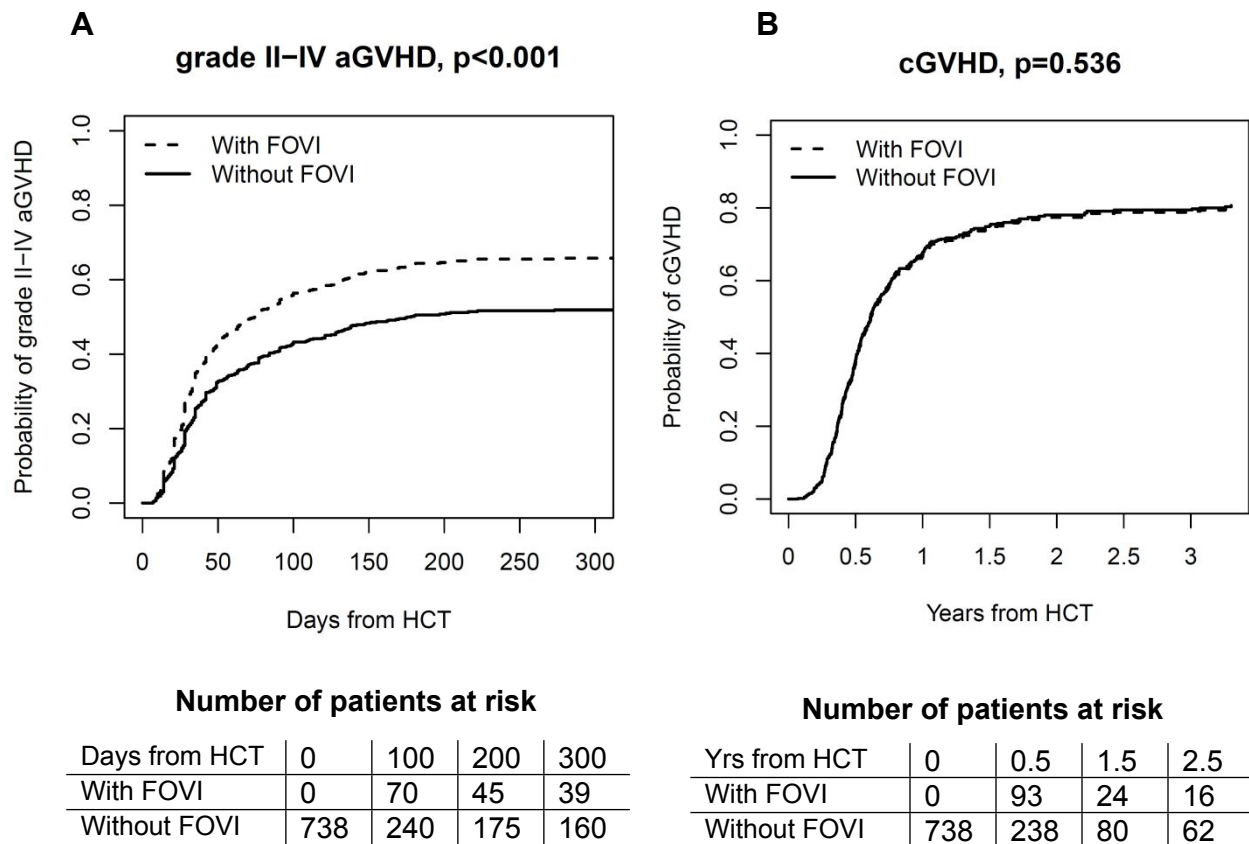 A
grade II−IV aGVHD, p<0.001
Probability of grade II−IV aGVHD
1.0
0.8
0.6
0.4
0.2
0.0
With FOVI
Without FOVI
0 50 100 150 200 250 300
Days from HCT
Number of patients at risk
Days from HCT 0 100 200 300
With FOVI 0 70 45 39
Without FOVI 738 240 175 160
B
cGVHD, p=0.536
Probability of cGVHD
1.0
0.8
0.6
0.4
0.2
0.0
With FOVI
Without FOVI
0 0.5 1 1.5 2 2.5 3
Years from HCT
Number of patients at risk
Yrs from HCT 0 0.5 1.5 2.5
With FOVI 0 93 24 16
Without FOVI 738 238 80 62